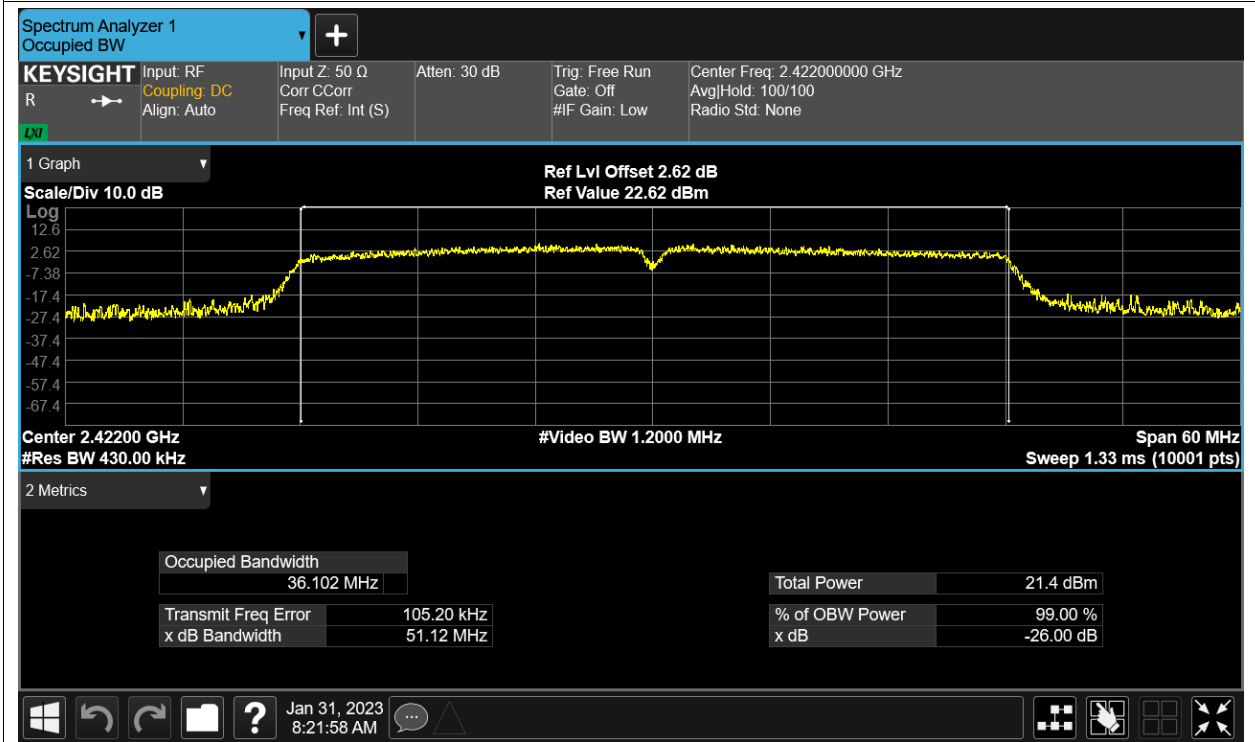 Spectrum Analyzer 1
Occupied BW
KEYSIGHT
R
LXI
Input: RF
Coupling: DC
Align: Auto
Input Z: 50 Ω
Corr CCorr
Freq Ref: Int (S)
Atten: 30 dB
Trig: Free Run
Gate: Off
#IF Gain: Low
Center Freq: 2.422000000 GHz
Avg|Hold: 100/100
Radio Std: None
1 Graph
Scale/Div 10.0 dB
Ref Lvl Offset 2.62 dB
Ref Value 22.62 dBm
Log
12.6
2.62
-7.38
-17.4
-27.4
-37.4
-47.4
-57.4
-67.4
Center 2.42200 GHz
#Res BW 430.00 kHz
#Video BW 1.2000 MHz
Span 60 MHz
Sweep 1.33 ms (10001 pts)
2 Metrics
Occupied Bandwidth
36.102 MHz
Transmit Freq Error 105.20 kHz
x dB Bandwidth 51.12 MHz
Total Power 21.4 dBm
% of OBW Power 99.00 %
x dB -26.00 dB
?
Jan 31, 2023
8:21:58 AM